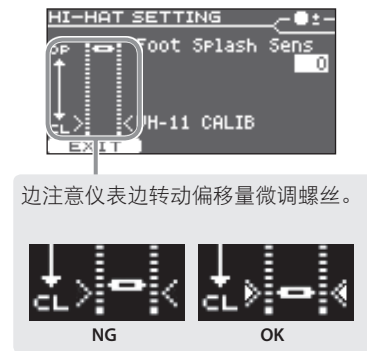 HI-HAT SETTING
OP Foot Splash Sens
0
CL VH-11 CALIB
EXIT
边注意仪表边转动偏移量微调螺丝。
CL CL
NG OK